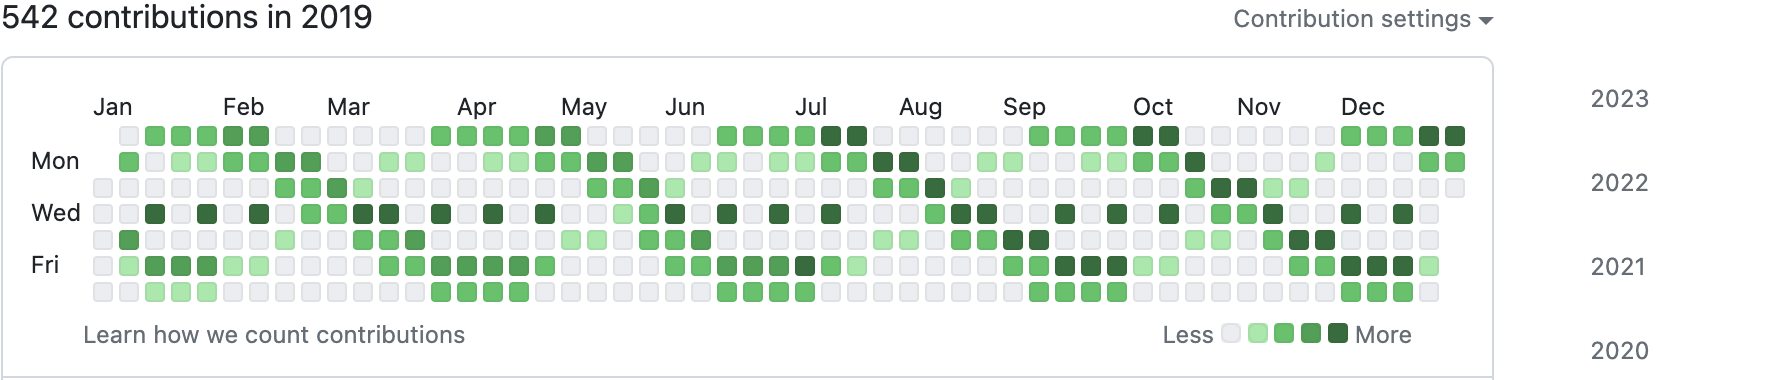 542 contributions in 2019
Contribution settings
Jan Feb Mar Apr May Jun Jul Aug Sep Oct Nov Dec
Mon
Wed
Fri
Learn how we count contributions
Less More
2023
2022
2021
2020